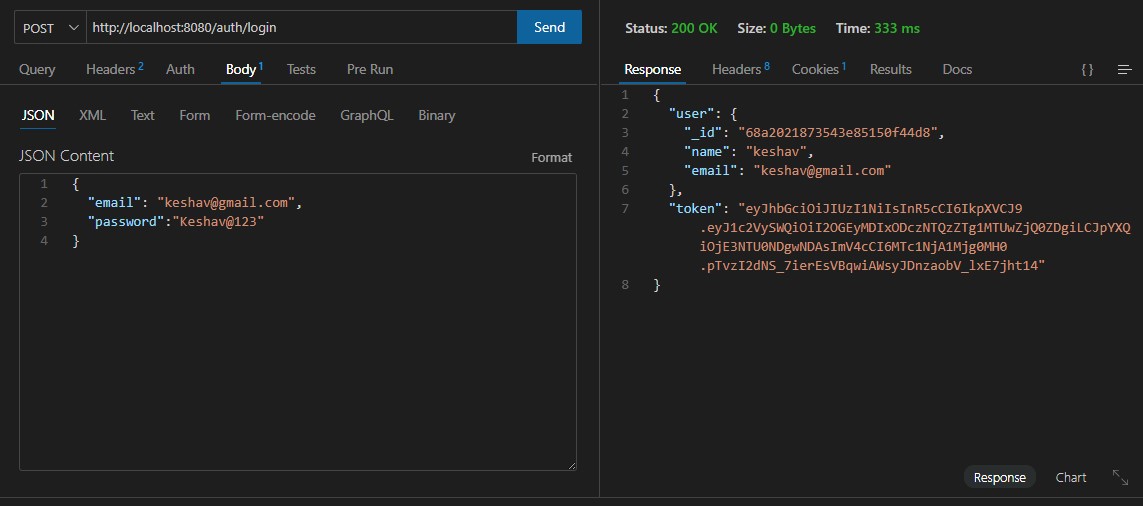 POST http://localhost:8080/auth/login Send
Query Headers 2 Auth Body 1 Tests Pre Run
JSON XML Text Form Form-encode GraphQL Binary
JSON Content Format
1 {
2 "email": "keshav@gmail.com",
3 "password":"Keshav@123"
4 }
Status: 200 OK Size: 0 Bytes Time: 333 ms
Response Headers 8 Cookies 1 Results Docs { }
1 {
2 "user": {
3 "_id": "68a2021873543e85150f44d8",
4 "name": "keshav",
5 "email": "keshav@gmail.com"
6 },
7 "token": "eyJhbGciOiJIUzI1NiIsInR5cCI6IkpXVCJ9
.eyJ1c2VySWQiOiI2OGEyMDIxODczNTQzZTg1MTUwZjQ0ZDgiLCJpYXQ
iOjE3NTU0NDgwNDAsImV4cCI6MTc1NjA1Mjg0MH0
.pTvzI2dNS_7ierEsVBqwiAWsyJDnzaobV_lxE7jht14"
8 }
Response Chart